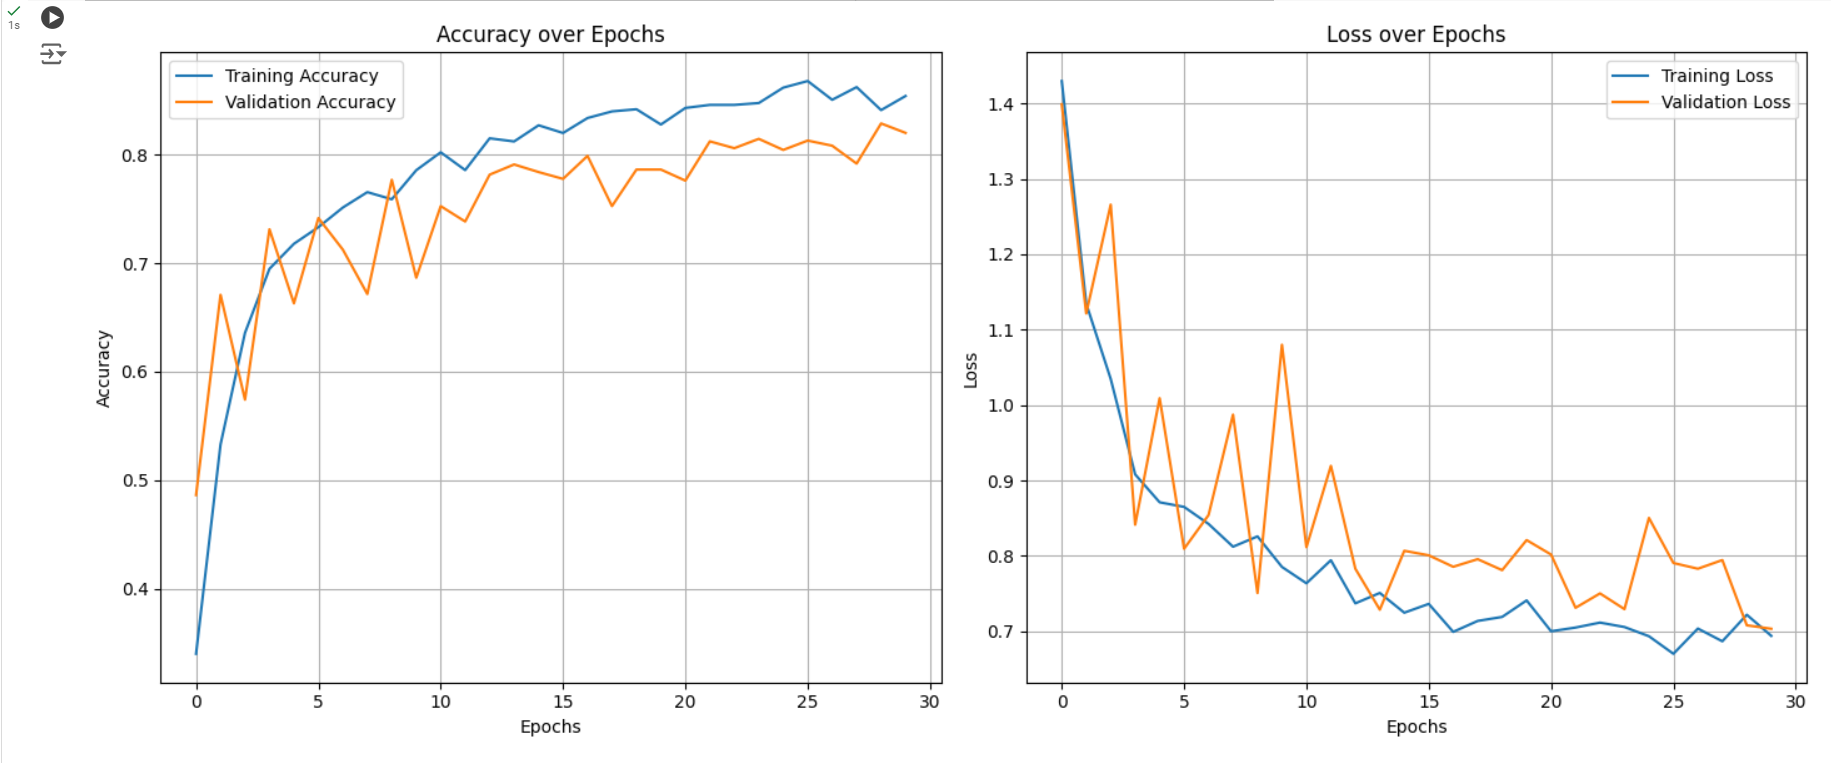 1s
Accuracy over Epochs
Training Accuracy
Validation Accuracy
0.8
0.7
0.6
0.5
0.4
Accuracy
0 5 10 15 20 25 30
Epochs
Loss over Epochs
Training Loss
Validation Loss
1.4
1.3
1.2
1.1
1.0
0.9
0.8
0.7
Loss
0 5 10 15 20 25 30
Epochs